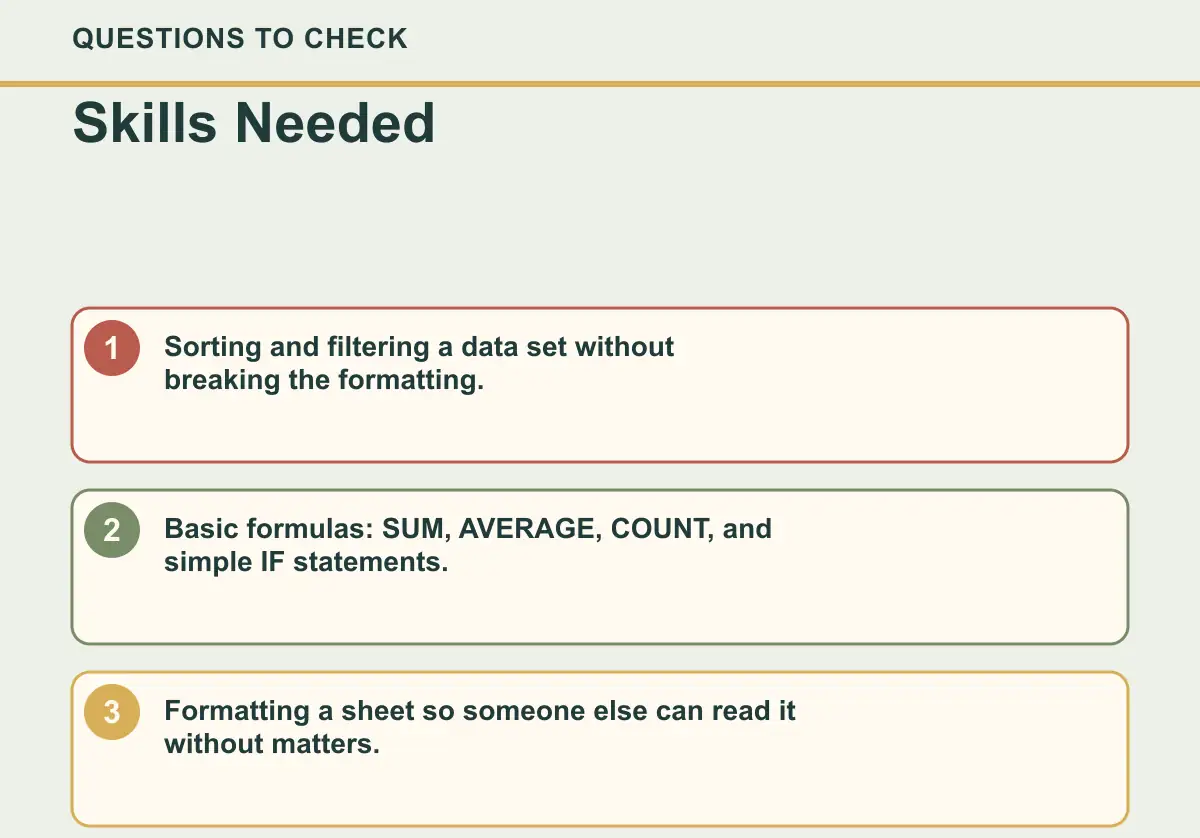 QUESTIONS TO CHECK
Skills Needed
1
Sorting and filtering a data set without
breaking the formatting.
2
Basic formulas: SUM, AVERAGE, COUNT, and
simple IF statements.
3
Formatting a sheet so someone else can read it
without matters.